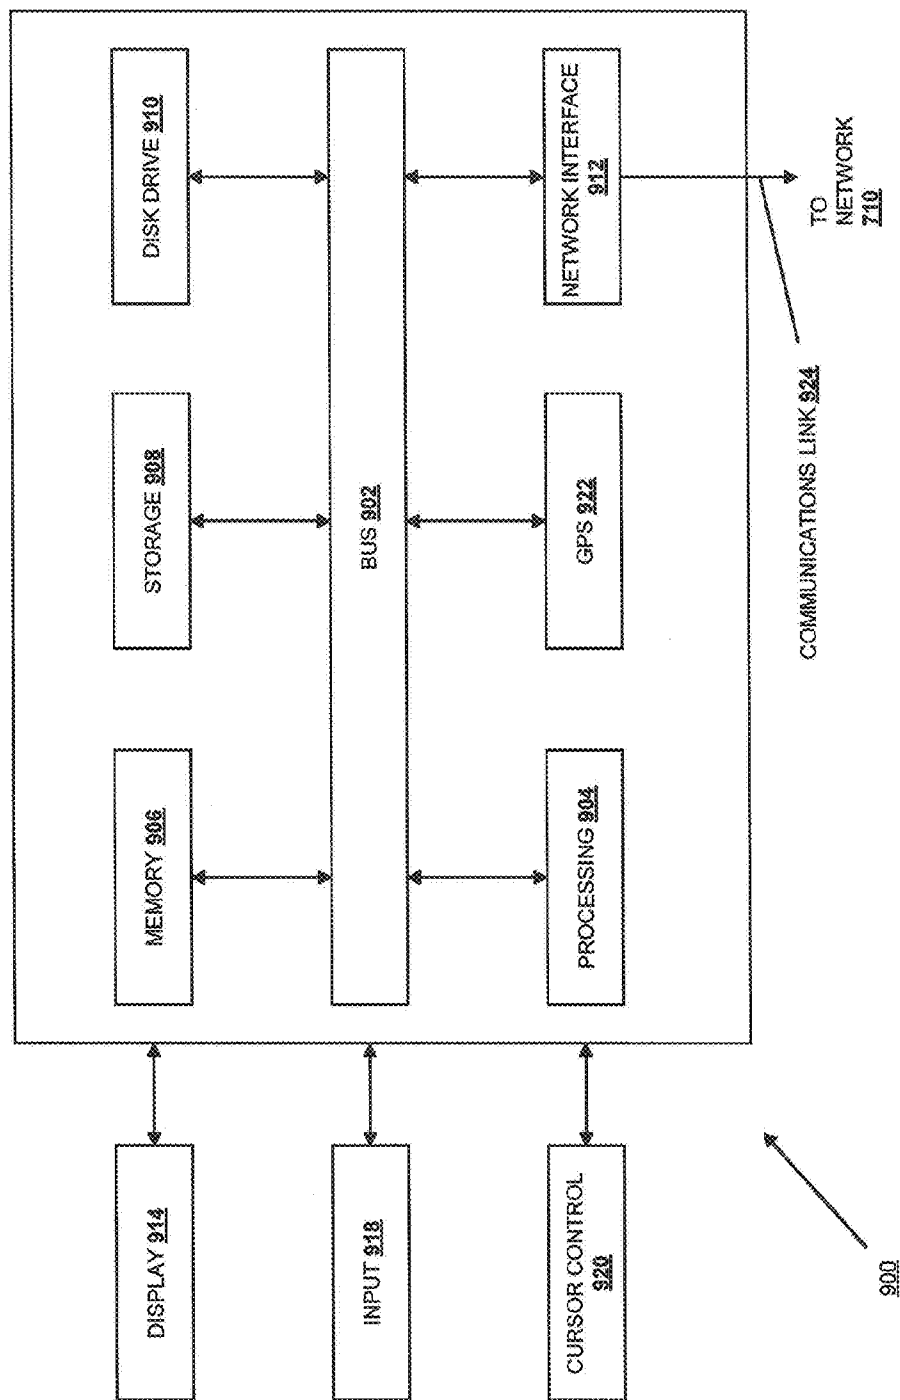 DISPLAY 914
INPUT 918
CURSOR CONTROL
920
MEMORY 906
STORAGE 908
DISK DRIVE 910
BUS 902
PROCESSING 904
GPS 922
NETWORK INTERFACE
912
COMMUNICATIONS LINK 924
TO
NETWORK
710
900